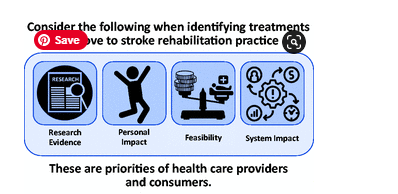 Consider the following when identifying treatments
Save
ove to stroke rehabilitation practice
RESEARCH
Research
Evidence
Personal
Impact
Feasibility
System Impact
These are priorities of health care providers
and consumers.